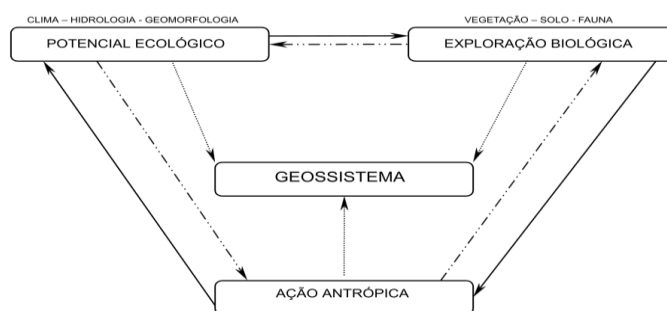 CLIMA – HIDROLOGIA - GEOMORFOLOGIA
VEGETAÇÃO – SOLO - FAUNA
POTENCIAL ECOLÓGICO
EXPLORAÇÃO BIOLÓGICA
GEOSSISTEMA
AÇÃO ANTRÓPICA